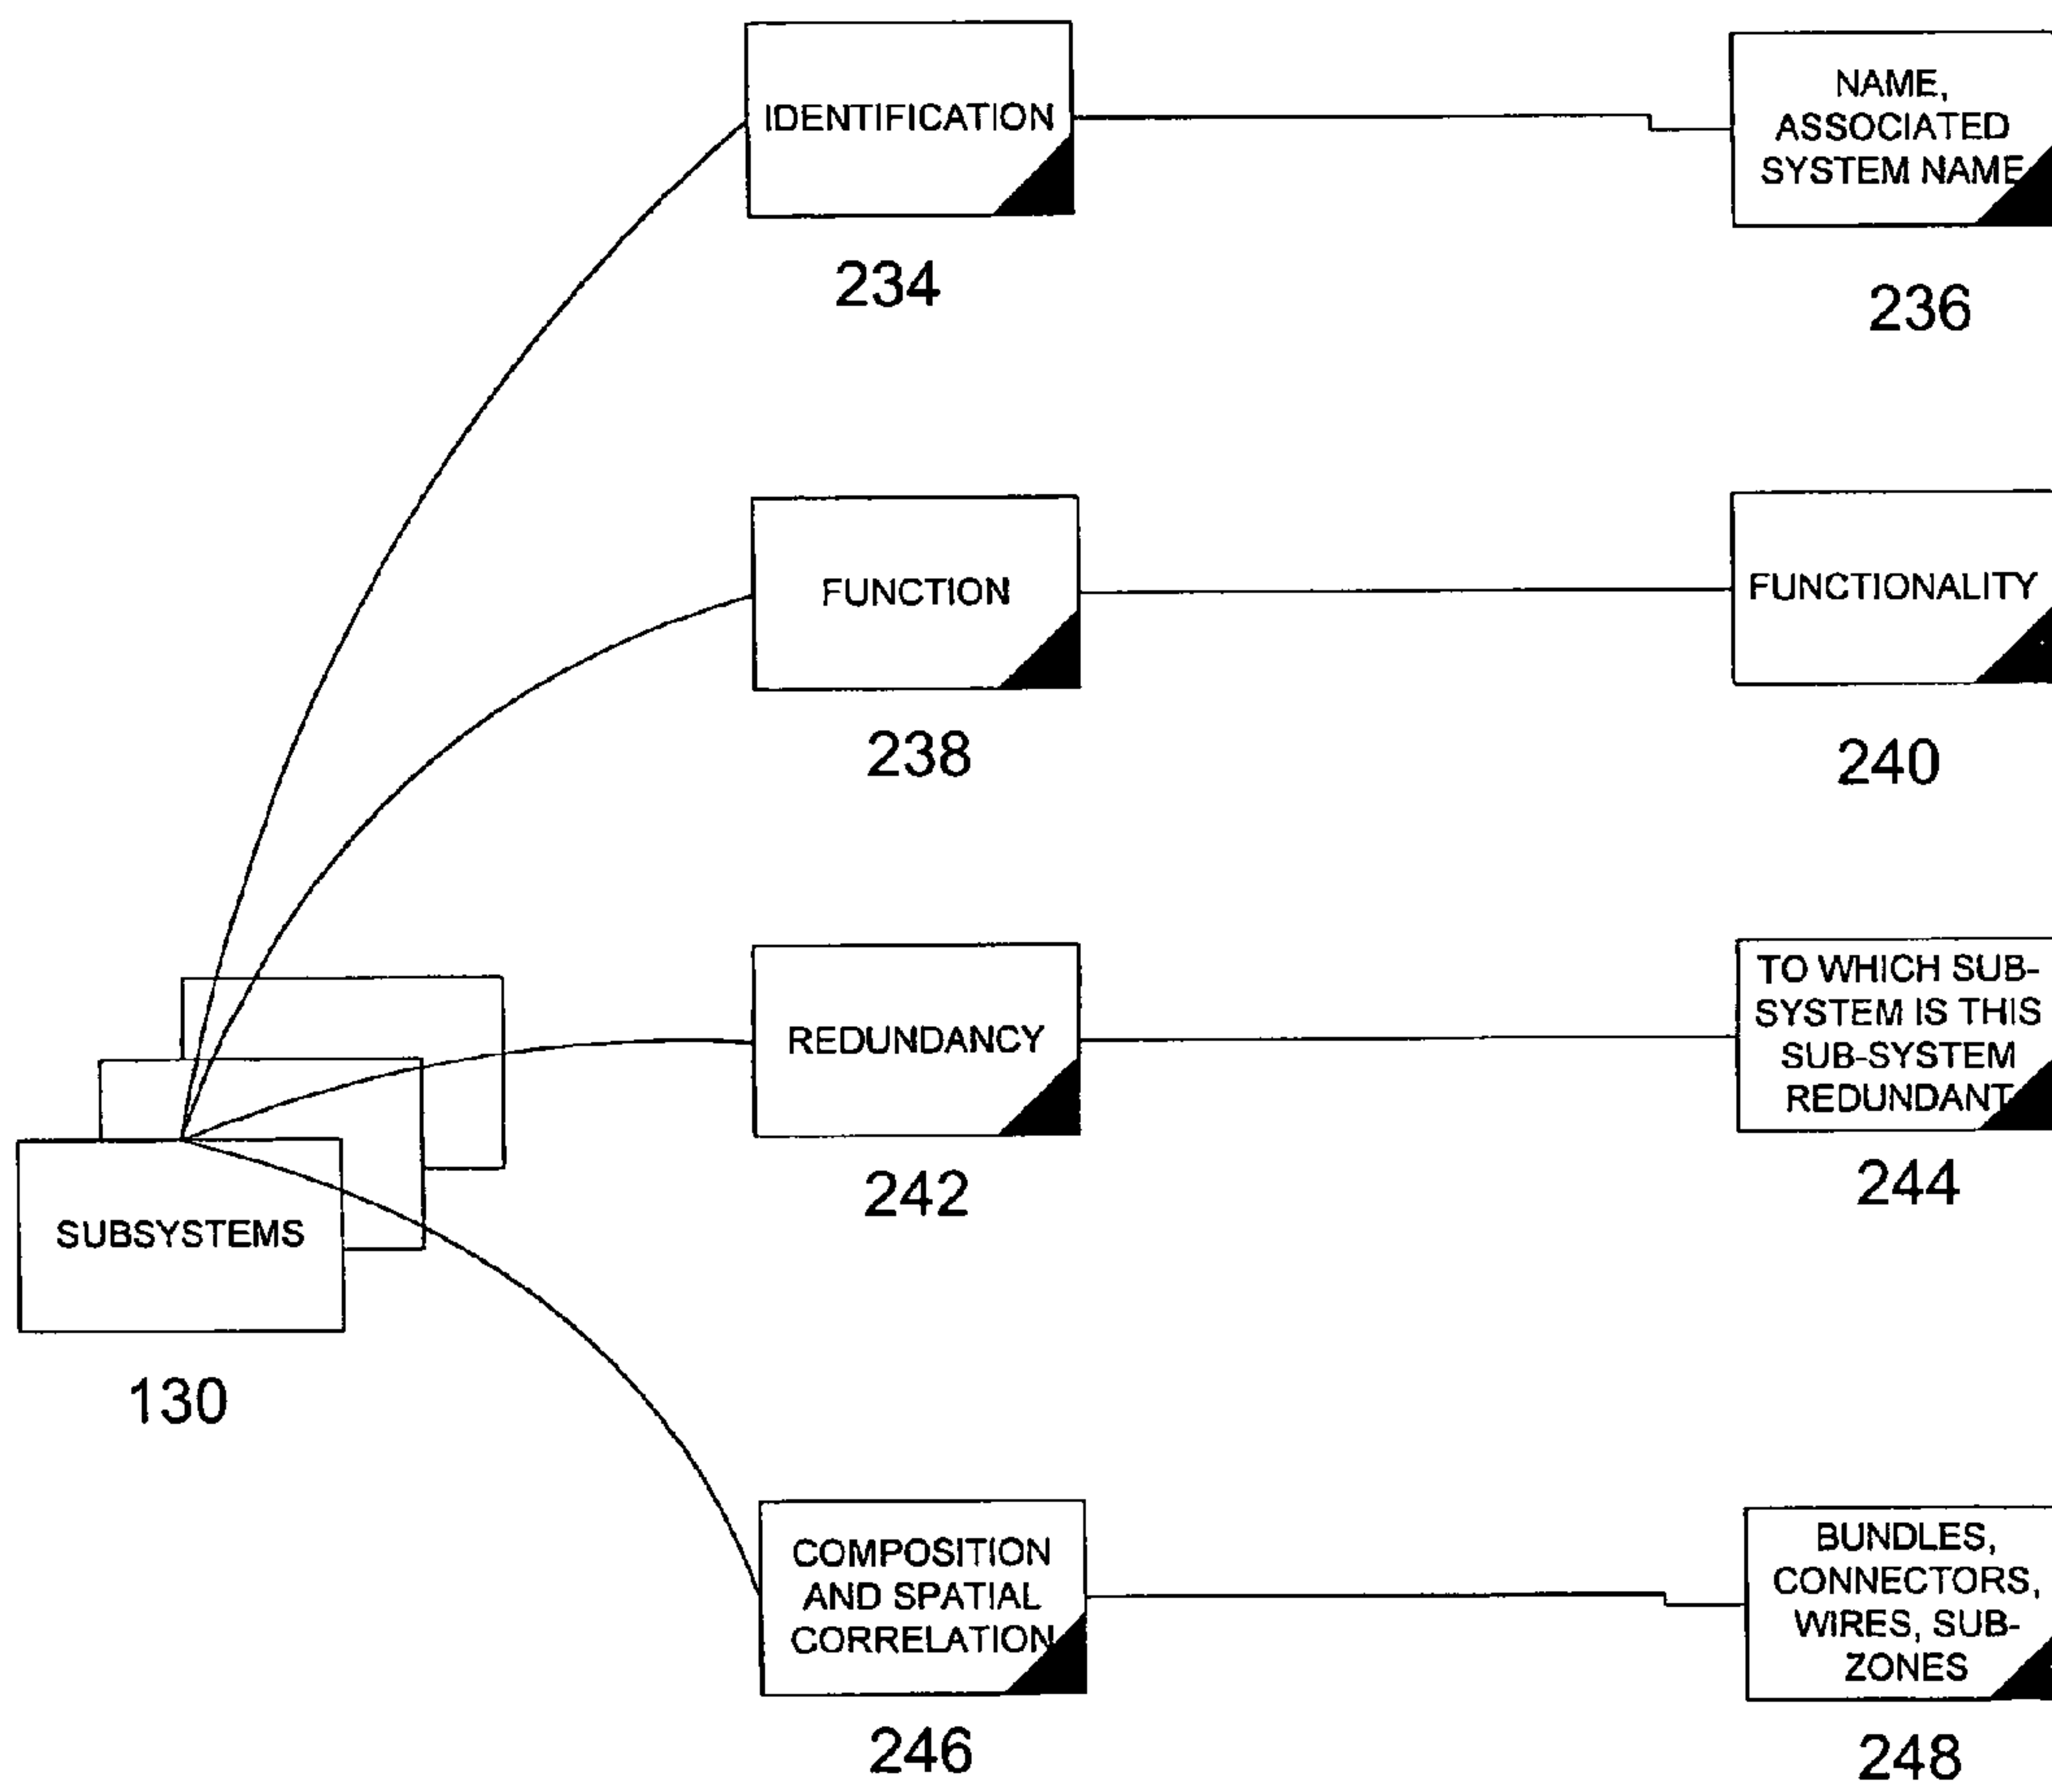 IDENTIFICATION
234
NAME,
ASSOCIATED
SYSTEM NAME
236
FUNCTION
238
FUNCTIONALITY
240
REDUNDANCY
242
TO WHICH SUB-
SYSTEM IS THIS
SUB-SYSTEM
REDUNDANT
244
SUBSYSTEMS
130
COMPOSITION
AND SPATIAL
CORRELATION
246
BUNDLES,
CONNECTORS,
WIRES, SUB-
ZONES
248